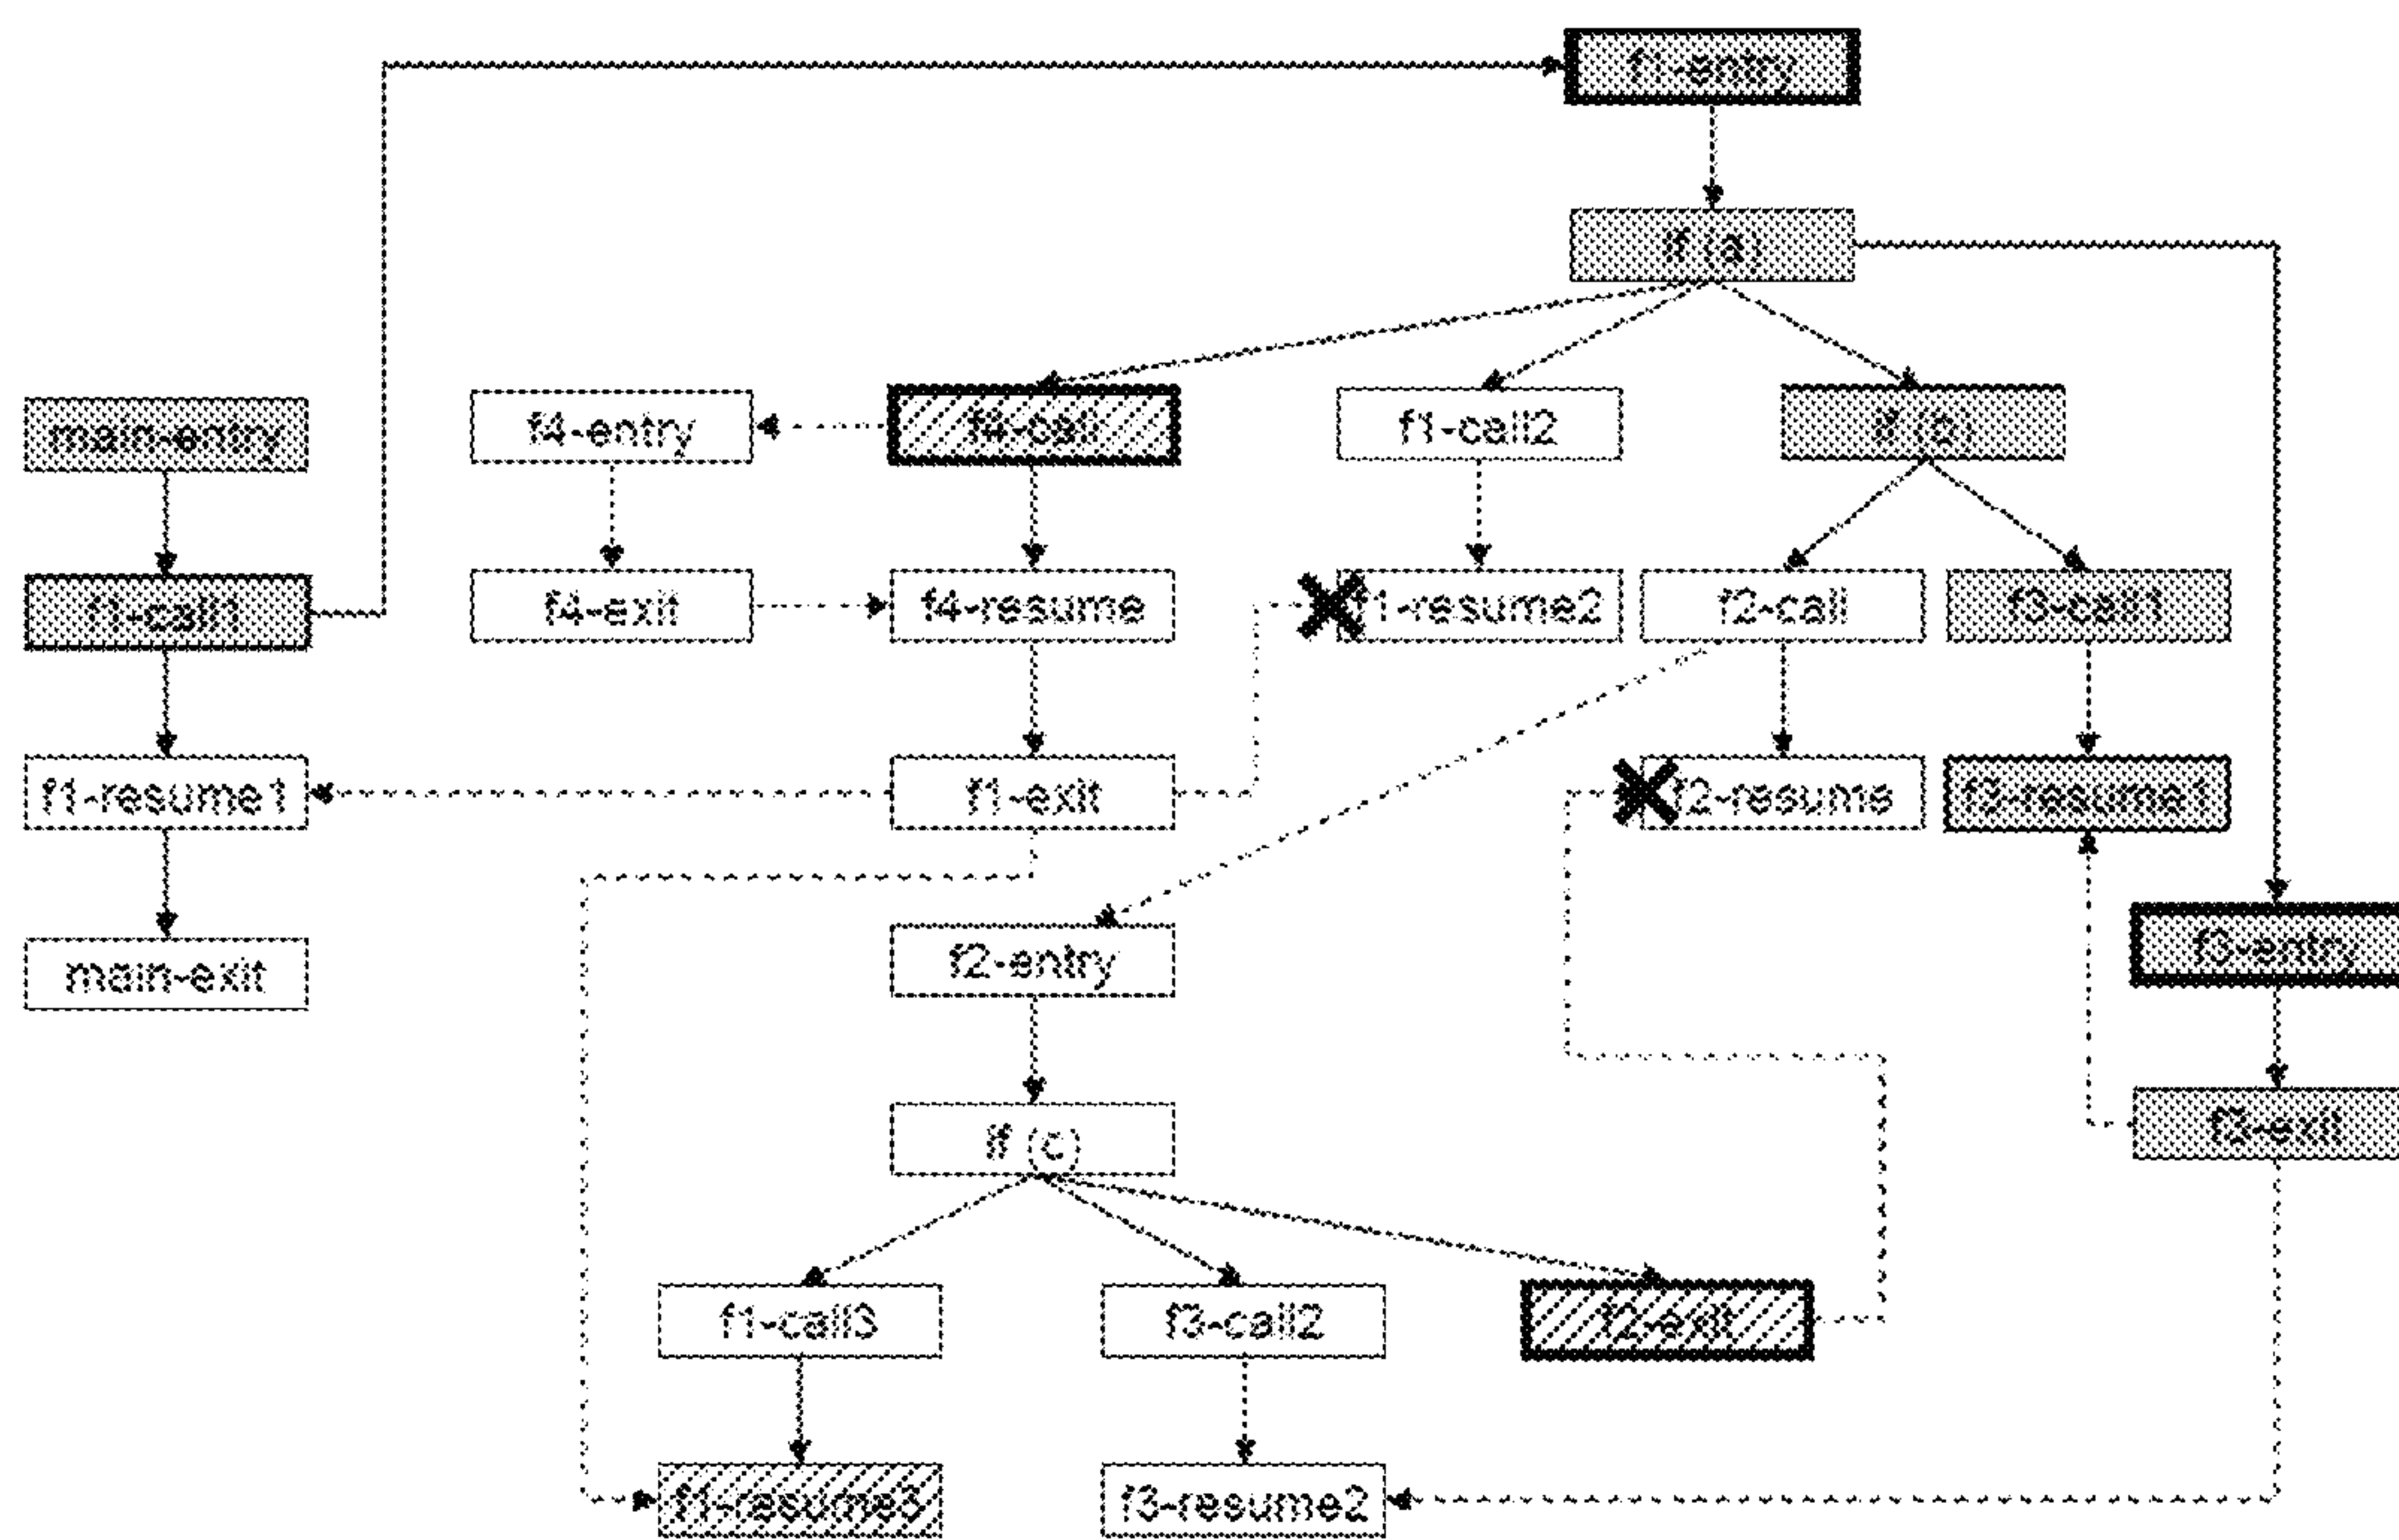 f1-entry
if (a)
main-entry
f4-entry
f4-call
f1-call2
if (b)
f1-call1
f4-exit
f4-resume
f1-resume2
f2-call
f3-call1
f1-resume1
f1-exit
f2-resume
f3-resume1
main-exit
f2-entry
f3-entry
if (c)
f3-exit
f1-call3
f3-call2
f2-exit
f1-resume3
f3-resume2